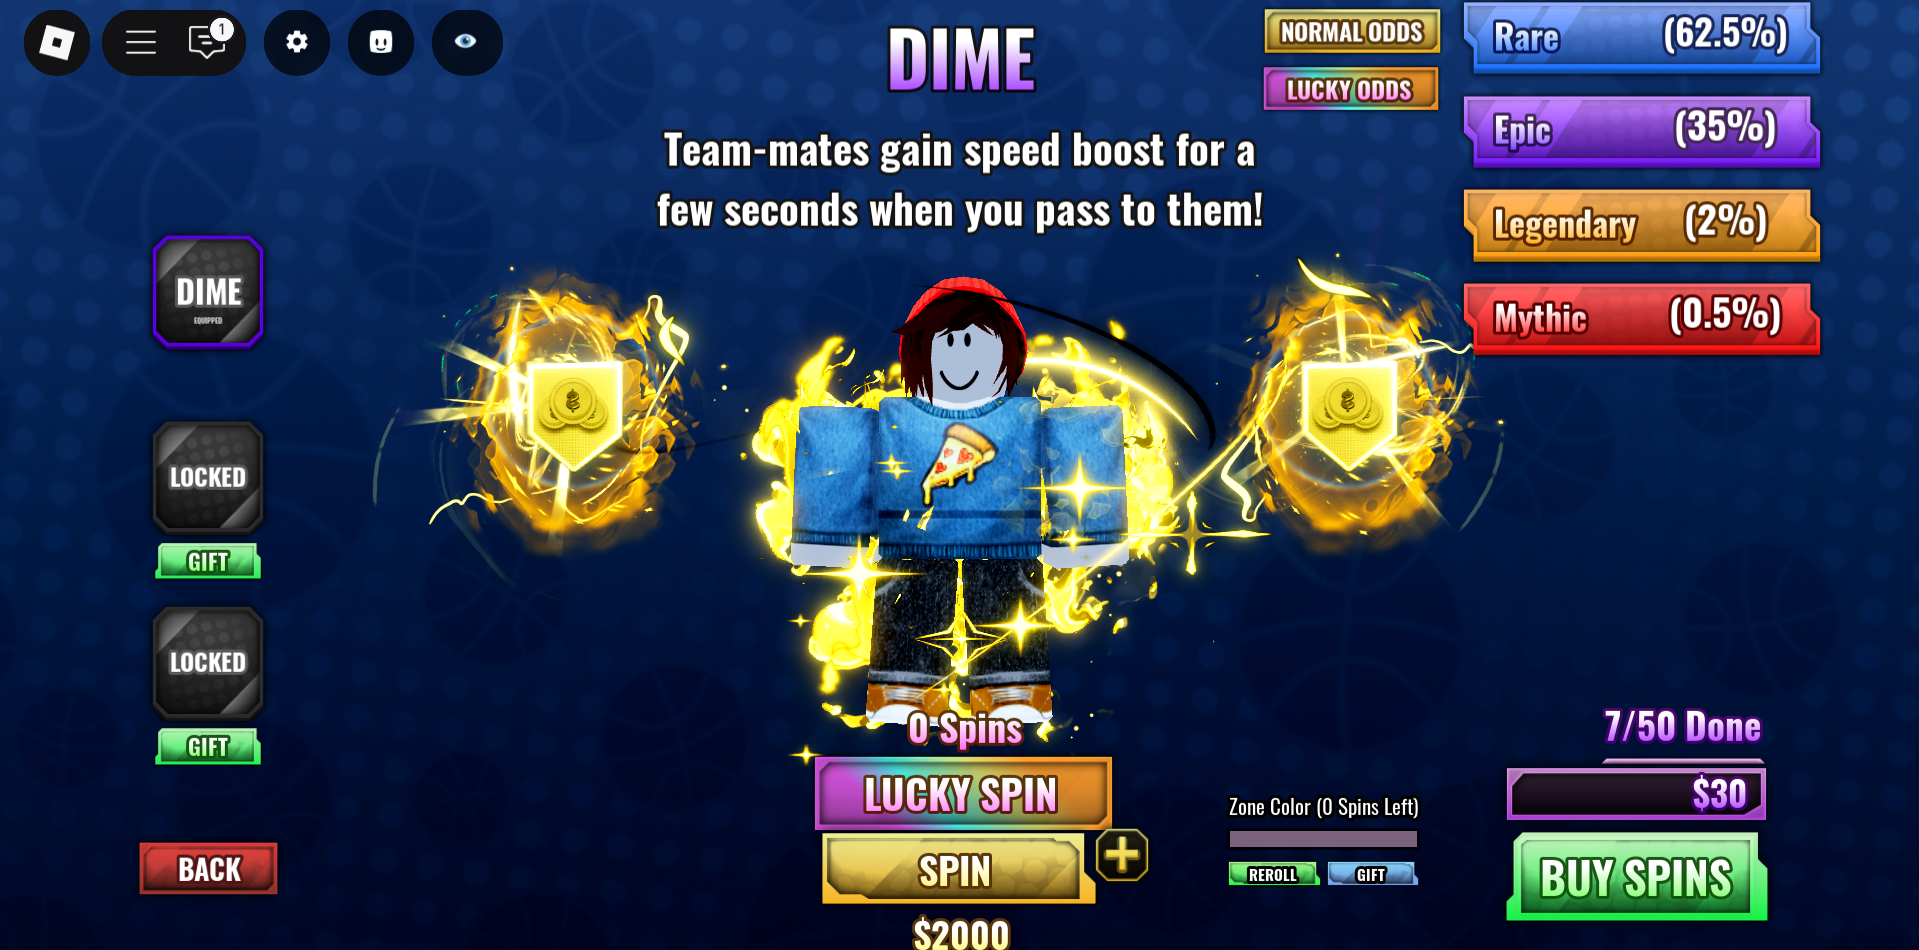 1
DIME
Team-mates gain speed boost for a
few seconds when you pass to them!
NORMAL ODDS
LUCKY ODDS
Rare (62.5%)
Epic (35%)
Legendary (2%)
Mythic (0.5%)
DIME
EQUIPPED
LOCKED
GIFT
LOCKED
GIFT
BACK
0 Spins
LUCKY SPIN
SPIN
$2000
Zone Color (0 Spins Left)
REROLL
GIFT
7/50 Done
$30
BUY SPINS